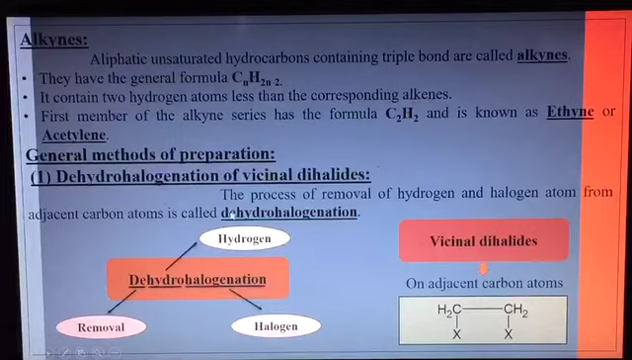 Alkynes:
Aliphatic unsaturated hydrocarbons containing triple bond are called alkynes.
• They have the general formula CnH2n-2.
• It contain two hydrogen atoms less than the corresponding alkenes.
• First member of the alkyne series has the formula C2H2 and is known as Ethyne or
Acetylene.
General methods of preparation:
(1) Dehydrohalogenation of vicinal dihalides:
The process of removal of hydrogen and halogen atom from
adjacent carbon atoms is called dehydrohalogenation.
Hydrogen
Dehydrohalogenation
Removal
Halogen
Vicinal dihalides
On adjacent carbon atoms
H2C CH2
X X